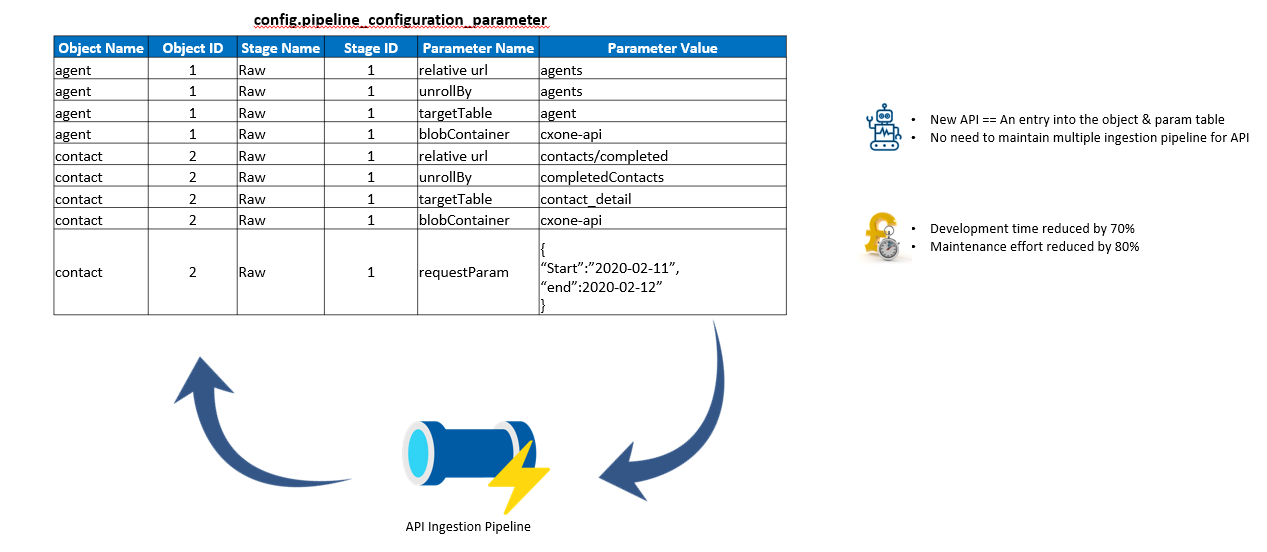 config.pipeline_configuration_parameter
Object Name Object ID Stage Name Stage ID Parameter Name Parameter Value
agent 1 Raw 1 relative url agents
agent 1 Raw 1 unrollBy agents
agent 1 Raw 1 targetTable agent
agent 1 Raw 1 blobContainer cxone-api
contact 2 Raw 1 relative url contacts/completed
contact 2 Raw 1 unrollBy completedContacts
contact 2 Raw 1 targetTable contact_detail
contact 2 Raw 1 blobContainer cxone-api
contact 2 Raw 1 requestParam
{
“Start”:”2020-02-11”,
“end”:2020-02-12”
}
• New API == An entry into the object & param table
• No need to maintain multiple ingestion pipeline for API
• Development time reduced by 70%
• Maintenance effort reduced by 80%
API Ingestion Pipeline